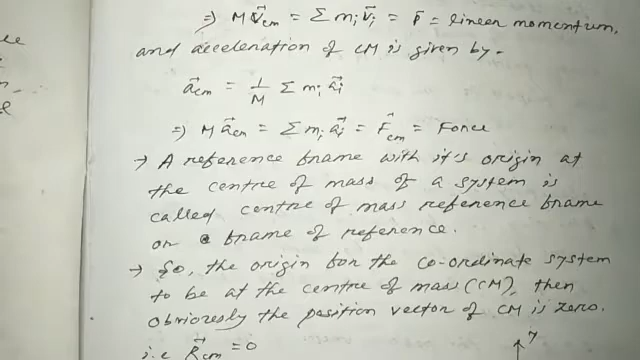 ⇒ M V⃗cm = Σ mi v⃗i = P⃗ = linear momentum,
and acceleration of CM is given by-
a⃗cm = 1/M Σ mi a⃗i
⇒ M a⃗cm = Σ mi a⃗i = F⃗cm = Force
→ A reference frame with it's origin at
the centre of mass of a system is
called centre of mass reference frame
or frame of reference.
→ So, the origin for the co-ordinate system
to be at the centre of mass (CM), then
obviously the position vector of CM is zero.
i.e R⃗cm = 0